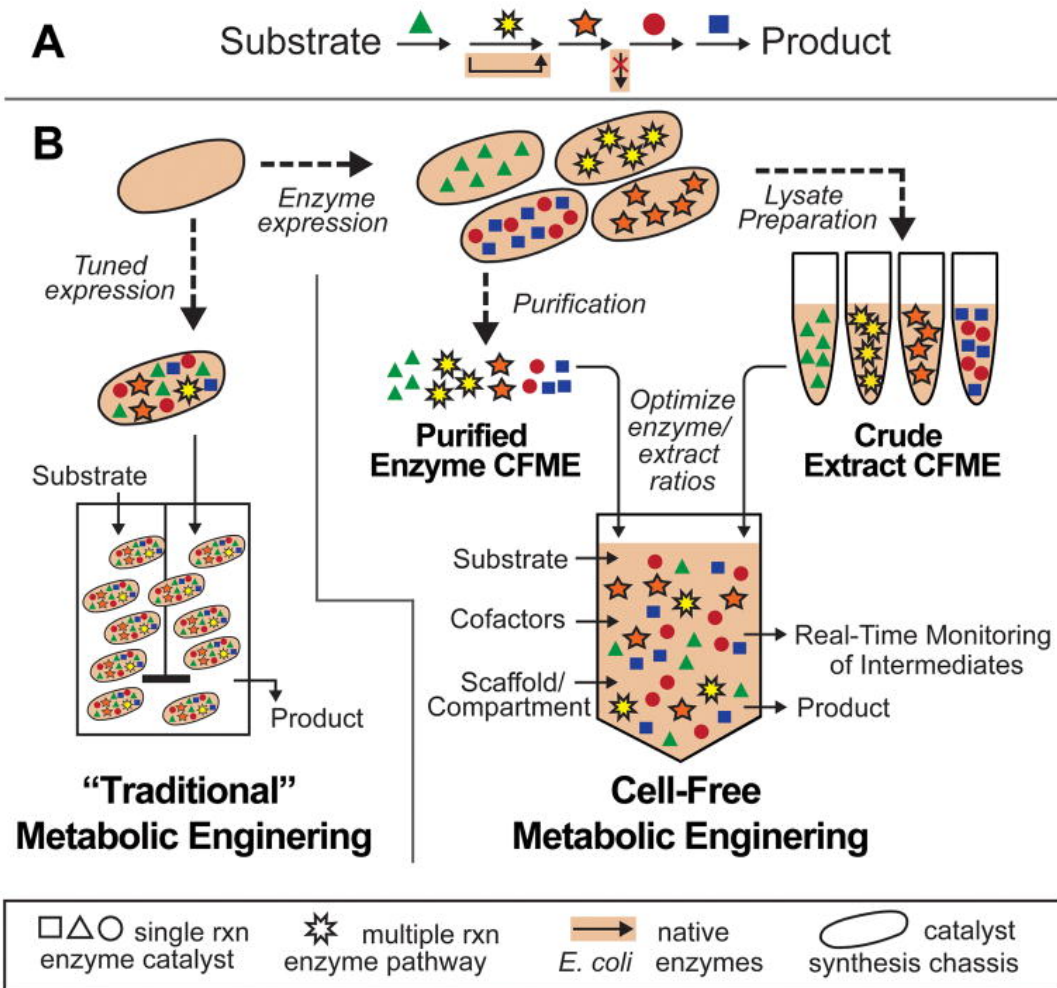 A
Substrate
Product
B
Enzyme
expression
Lysate
Preparation
Tuned
expression
Purification
Purified
Enzyme CFME
Optimize
enzyme/
extract
ratios
Crude
Extract CFME
Substrate
Product
Substrate
Cofactors
Scaffold/
Compartment
Real-Time Monitoring
of Intermediates
Product
“Traditional”
Metabolic Enginering
Cell-Free
Metabolic Enginering
single rxn
enzyme catalyst
multiple rxn
enzyme pathway
native
E. coli enzymes
catalyst
synthesis chassis